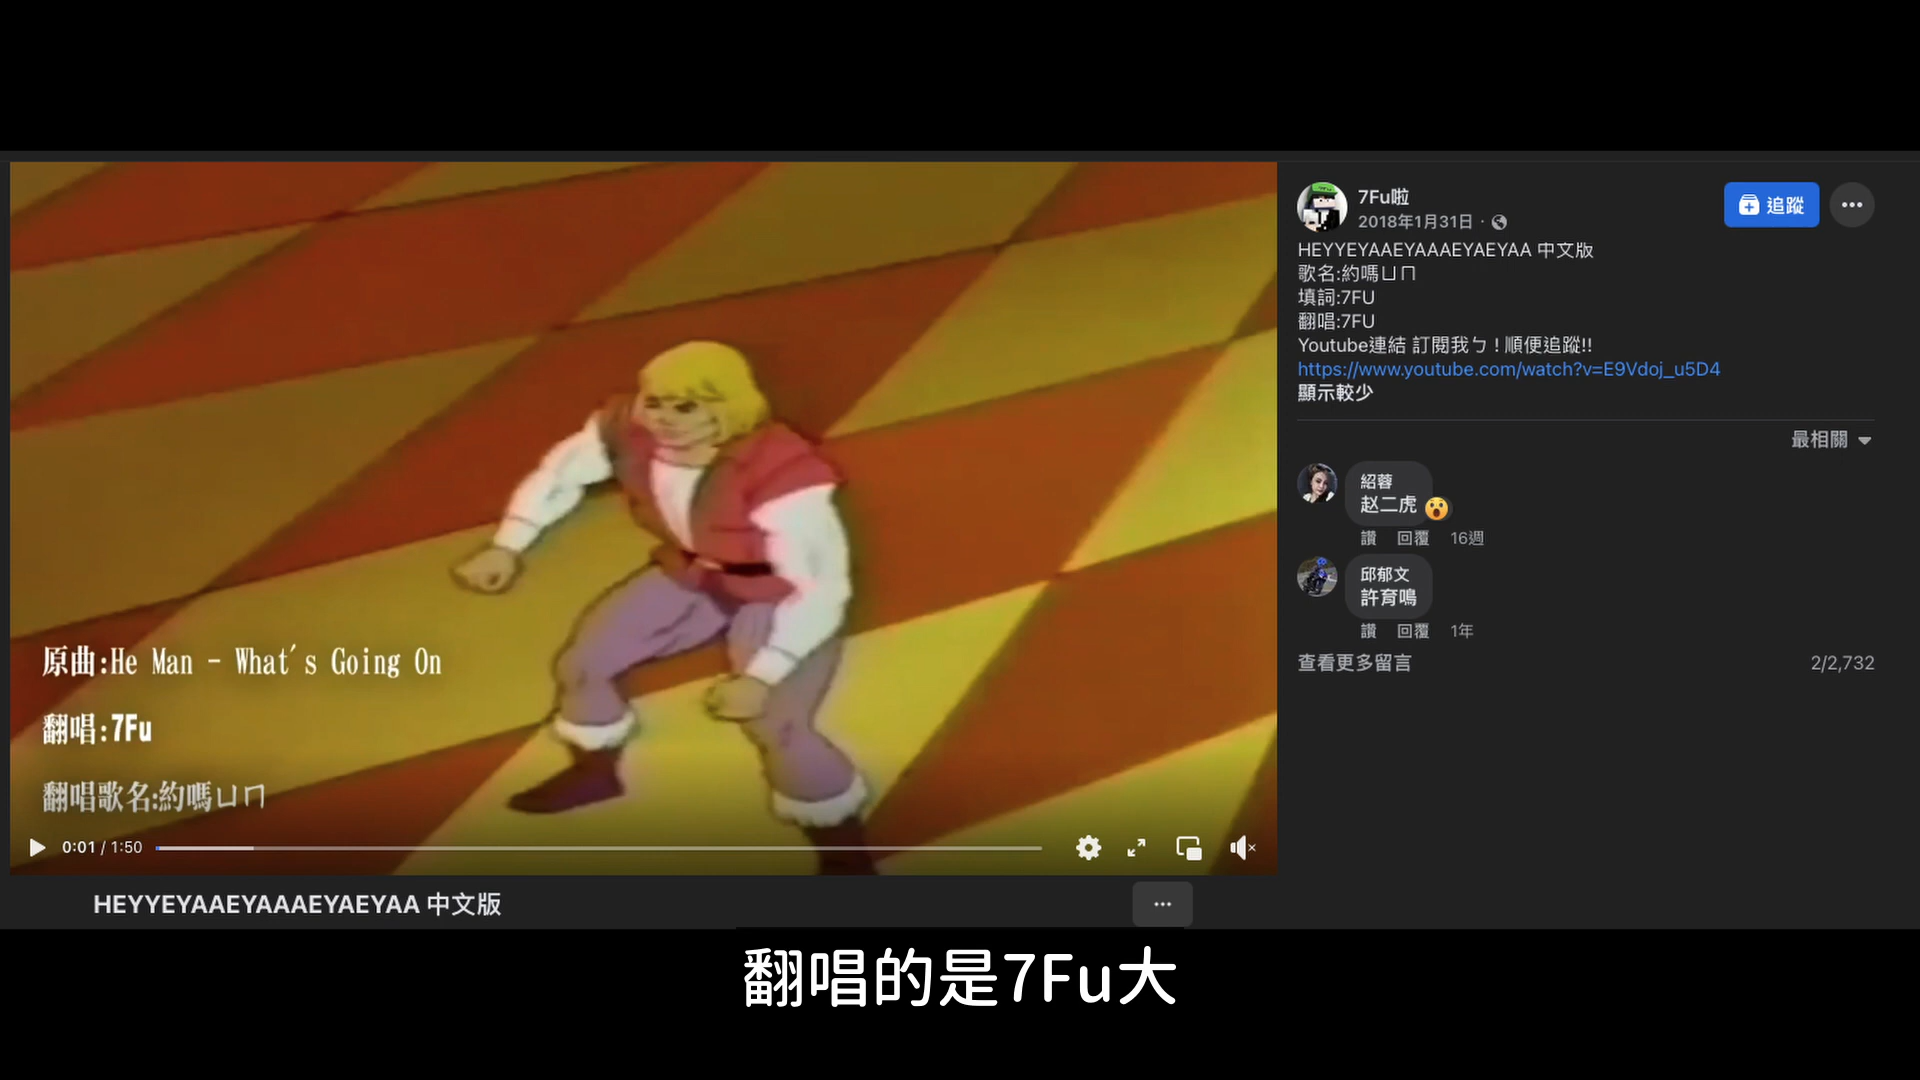 原曲:He Man - What's Going On
翻唱:7Fu
翻唱歌名:約嗎ㄩㄇ
0:01 / 1:50
HEYYEYAAEYAAAEYAEYAA 中文版
7Fu啦
2018年1月31日 ·
追蹤
HEYYEYAAEYAAAEYAEYAA 中文版
歌名:約嗎ㄩㄇ
填詞:7FU
翻唱:7FU
Youtube連結 訂閱我ㄅ ! 順便追蹤!!
https://www.youtube.com/watch?v=E9Vdoj_u5D4
顯示較少
最相關
紹蓉
赵二虎
讚 回覆 16週
邱郁文
許育鳴
讚 回覆 1年
查看更多留言 2/2,732
翻唱的是7Fu大